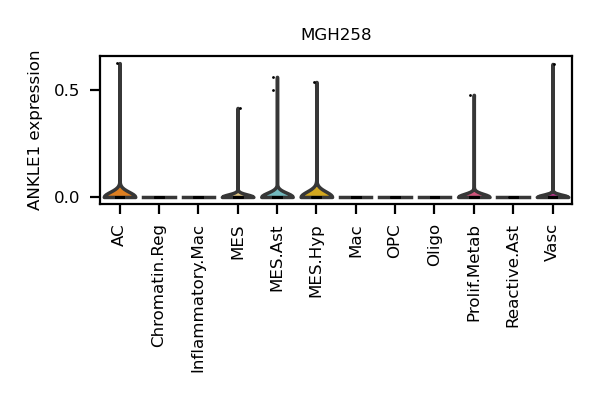 MGH258
ANKLE1 expression
0.5
0.0
AC
Chromatin.Reg
Inflammatory.Mac
MES
MES.Ast
MES.Hyp
Mac
OPC
Oligo
Prolif.Metab
Reactive.Ast
Vasc